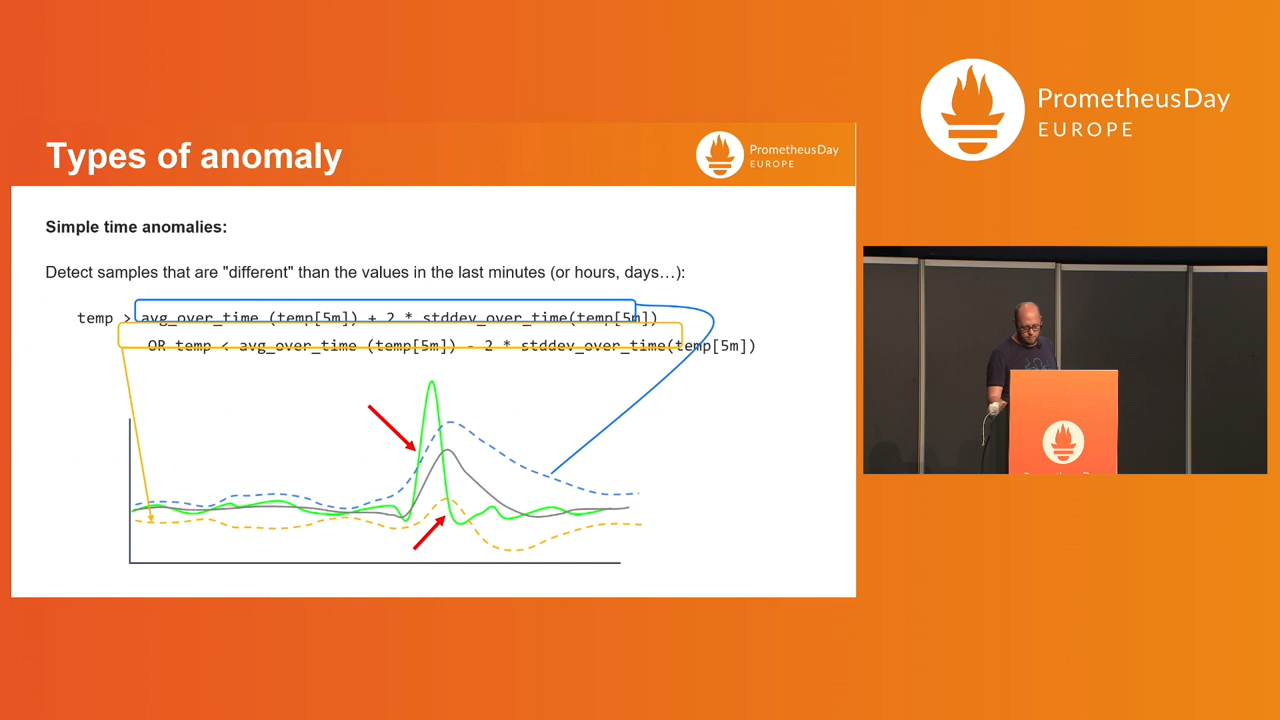 PrometheusDay
EUROPE
Types of anomaly
PrometheusDay
EUROPE
Simple time anomalies:
Detect samples that are "different" than the values in the last minutes (or hours, days…):
temp > avg_over_time (temp[5m]) + 2 * stddev_over_time(temp[5m])
OR temp < avg_over_time (temp[5m]) - 2 * stddev_over_time(temp[5m])